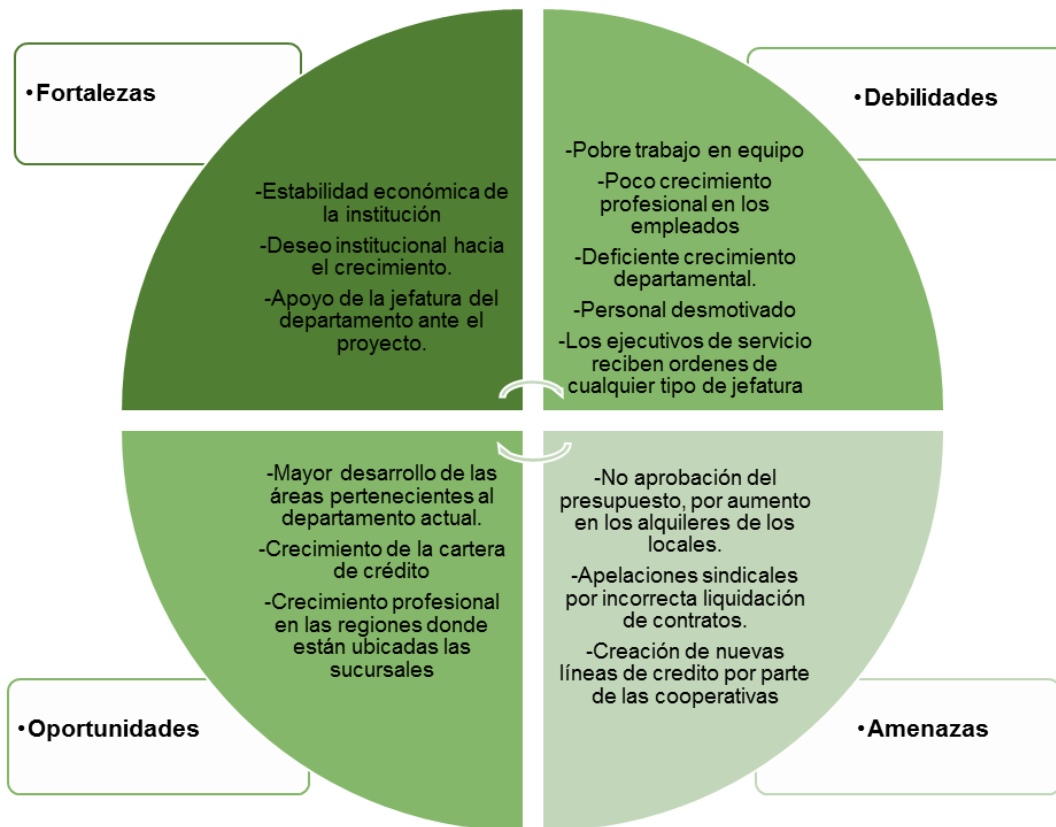 •Fortalezas
-Estabilidad económica de
la institución
-Deseo institucional hacia
el crecimiento.
-Apoyo de la jefatura del
departamento ante el
proyecto.
•Debilidades
-Pobre trabajo en equipo
-Poco crecimiento
profesional en los
empleados
-Deficiente crecimiento
departamental.
-Personal desmotivado
-Los ejecutivos de servicio
reciben ordenes de
cualquier tipo de jefatura
•Oportunidades
-Mayor desarrollo de las
áreas pertenecientes al
departamento actual.
-Crecimiento de la cartera
de crédito
-Crecimiento profesional
en las regiones donde
están ubicadas las
sucursales
•Amenazas
-No aprobación del
presupuesto, por aumento
en los alquileres de los
locales.
-Apelaciones sindicales
por incorrecta liquidación
de contratos.
-Creación de nuevas
líneas de credito por parte
de las cooperativas